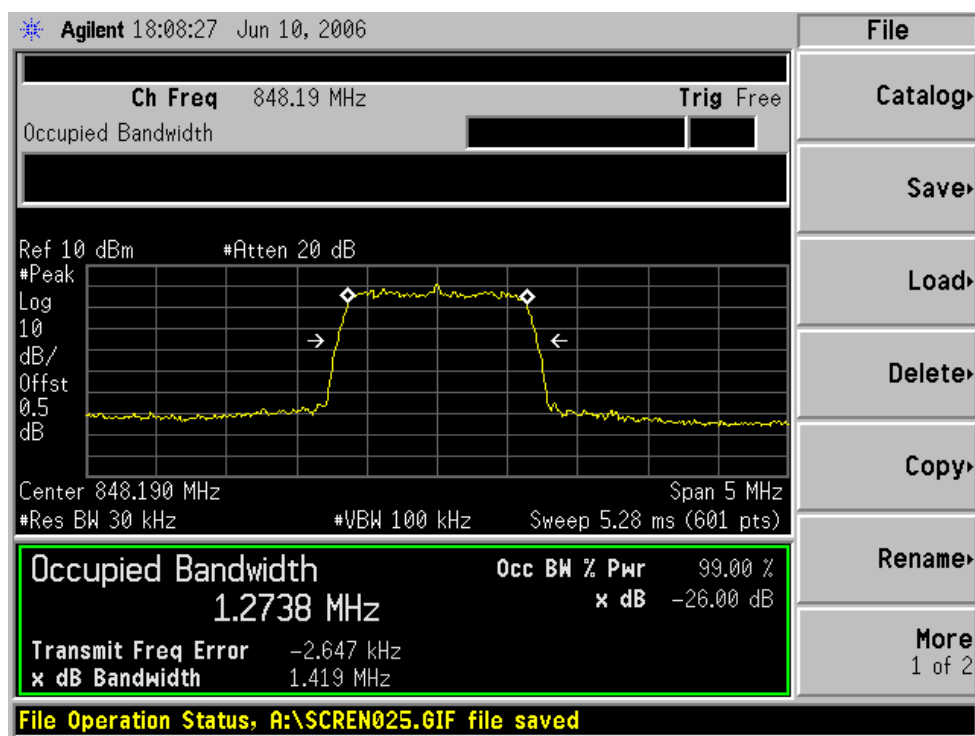 Agilent 18:08:27 Jun 10, 2006
File
Ch Freq 848.19 MHz Trig Free
Occupied Bandwidth
Catalog
Save
Load
Delete
Copy
Rename
More
1 of 2
Ref 10 dBm #Atten 20 dB
#Peak
Log
10
dB/
Offst
0.5
dB
Center 848.190 MHz Span 5 MHz
#Res BW 30 kHz #VBW 100 kHz Sweep 5.28 ms (601 pts)
Occupied Bandwidth Occ BW % Pwr 99.00 %
1.2738 MHz x dB -26.00 dB
Transmit Freq Error -2.647 kHz
x dB Bandwidth 1.419 MHz
File Operation Status, A:\SCREN025.GIF file saved